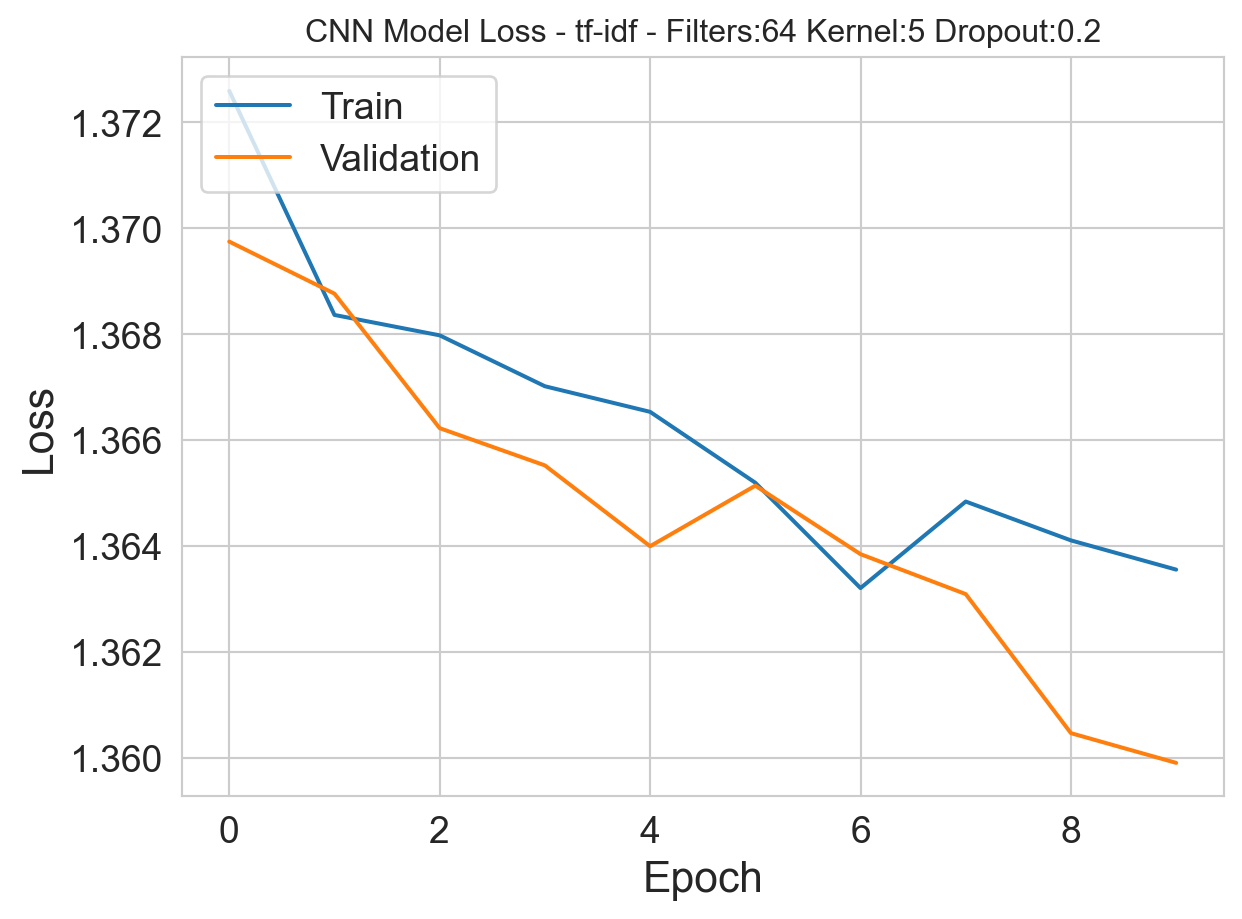 CNN Model Loss - tf-idf - Filters:64 Kernel:5 Dropout:0.2
Train
Validation
1.372
1.370
1.368
1.366
1.364
1.362
1.360
Loss
0 2 4 6 8
Epoch